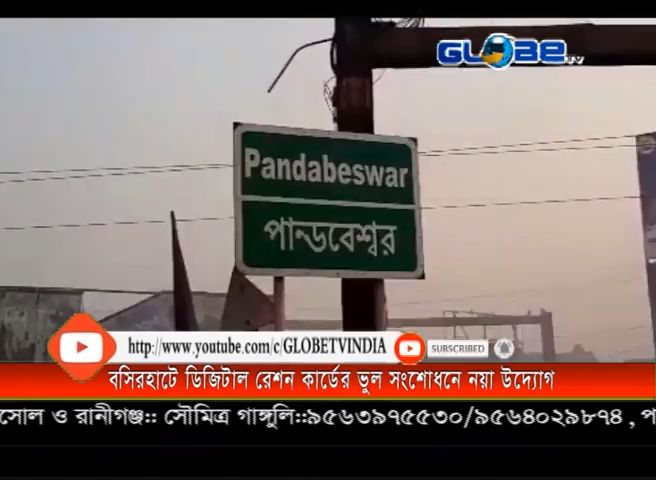 GLOBE TV
Pandabeswar
পান্ডবেশ্বর
http://www.youtube.com/c/GLOBETVINDIA
SUBSCRIBED
বসিরহাটে ডিজিটাল রেশন কার্ডের ভুল সংশোধনে নয়া উদ্যোগ
সোল ও রানীগঞ্জ:: সৌমিত্র গাঙ্গুলি::৯৫৬৩৯৭৫৫৩০/৯৫৬৪০২৯৮৭৪ , প